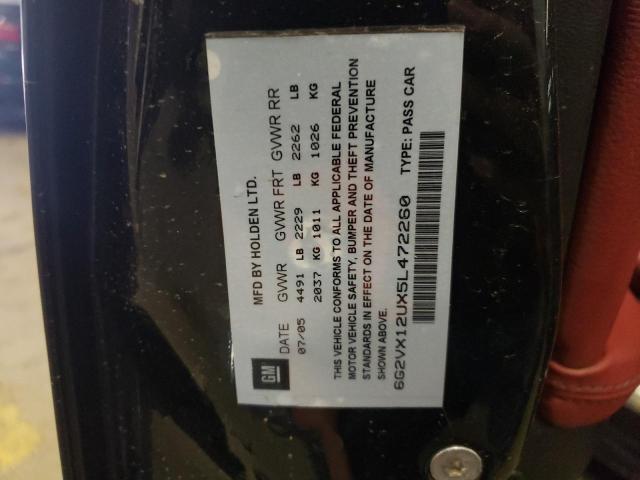 GM
MFD BY HOLDEN LTD.
DATE GVWR GVWR FRT GVWR RR
07/05 4491 LB 2229 LB 2262 LB
2037 KG 1011 KG 1026 KG
THIS VEHICLE CONFORMS TO ALL APPLICABLE FEDERAL
MOTOR VEHICLE SAFETY, BUMPER AND THEFT PREVENTION
STANDARDS IN EFFECT ON THE DATE OF MANUFACTURE
SHOWN ABOVE.
6G2VX12UX5L472260 TYPE: PASS CAR